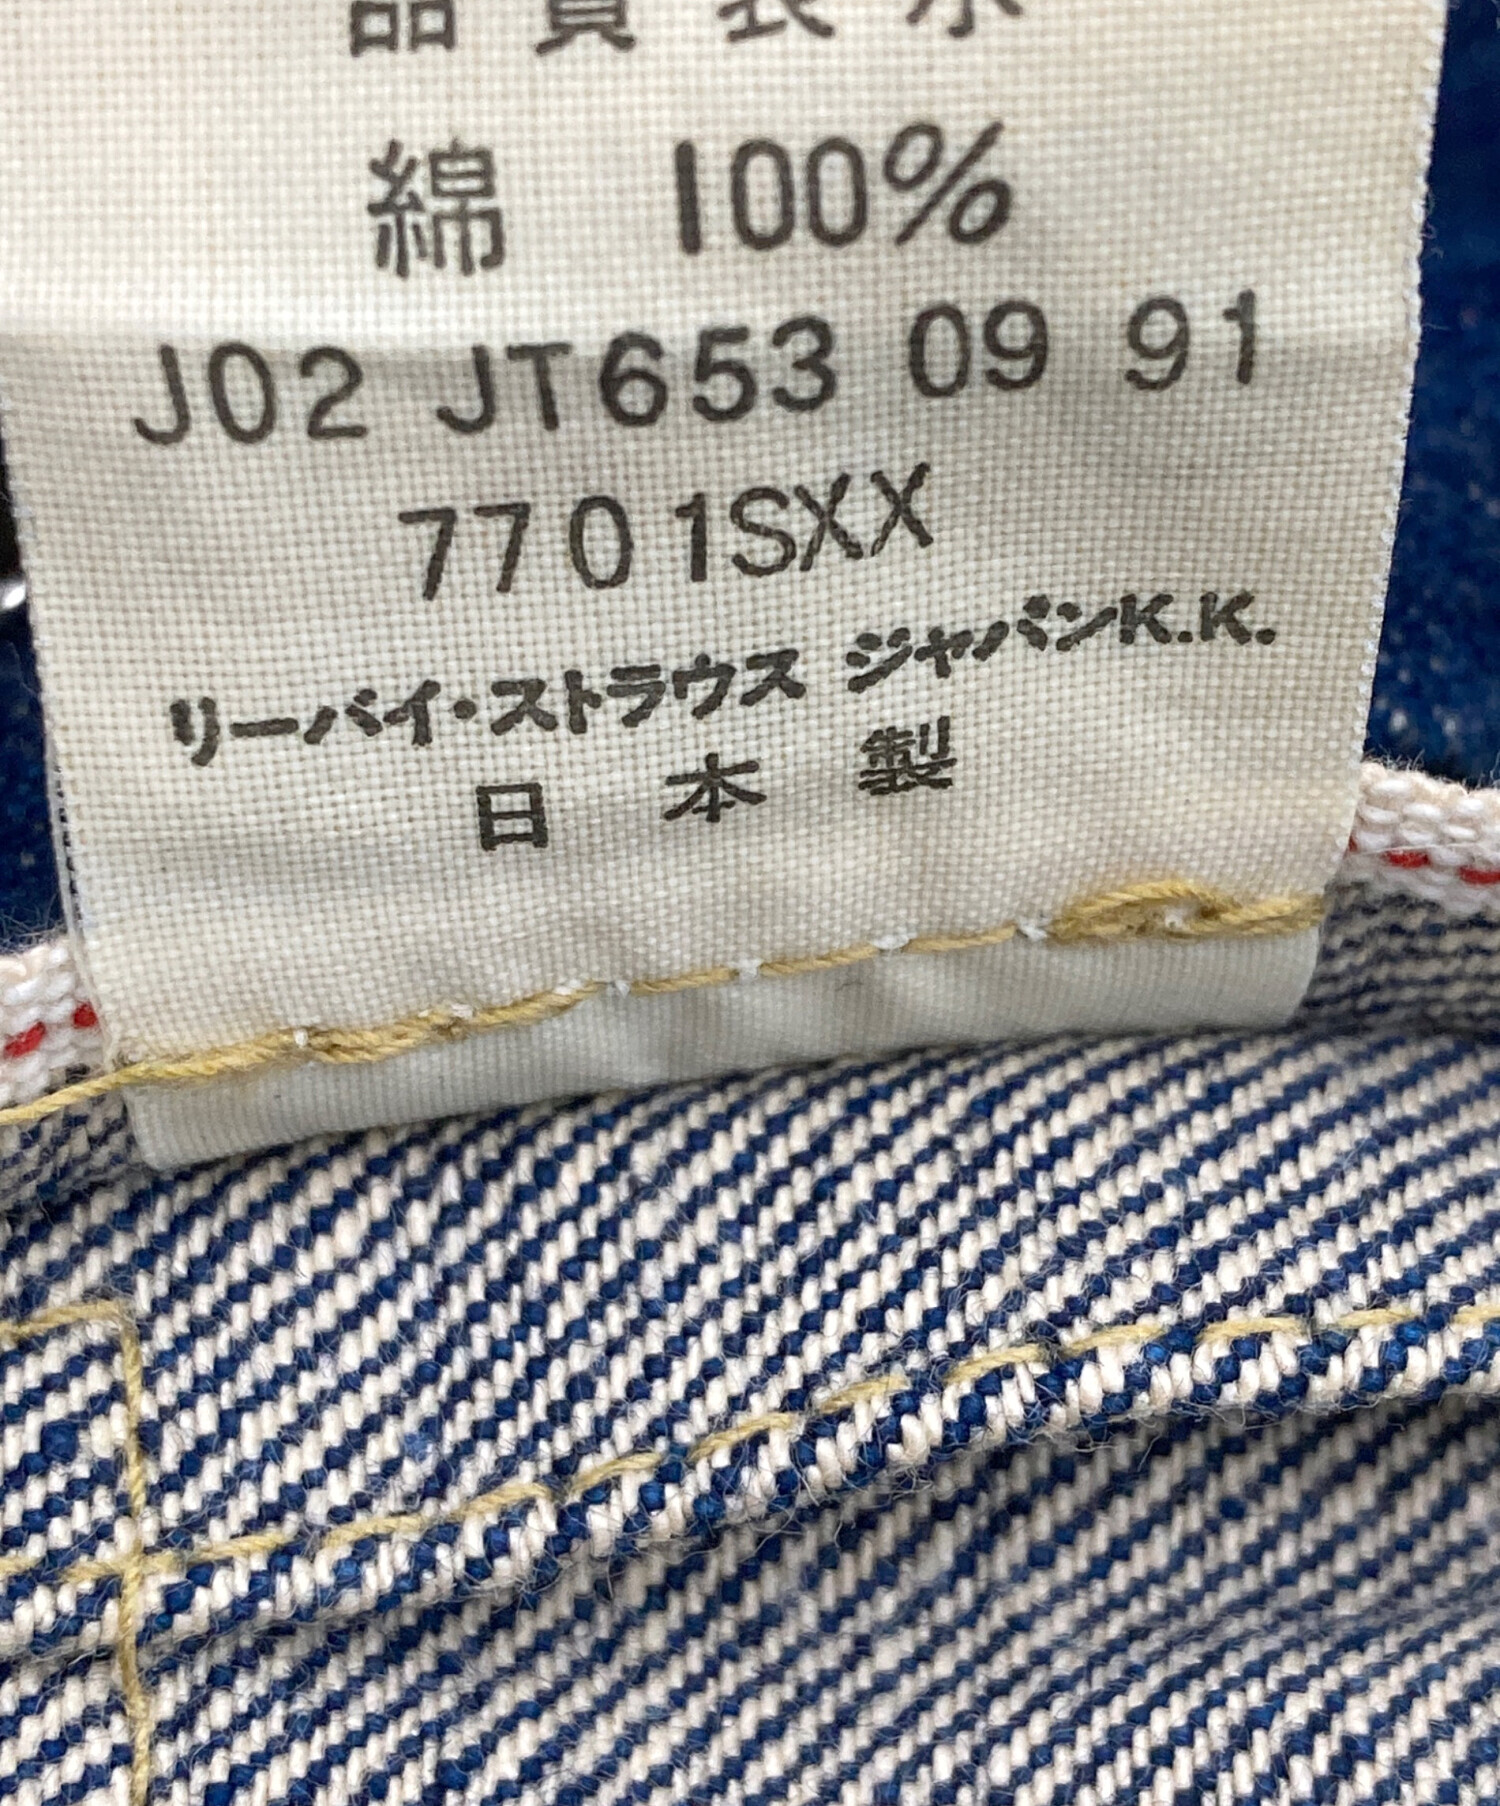 品質表示
綿 100%
J02 JT653 09 91
7701SXX
リーバイ・ストラウス ジャパンK.K.
日本製